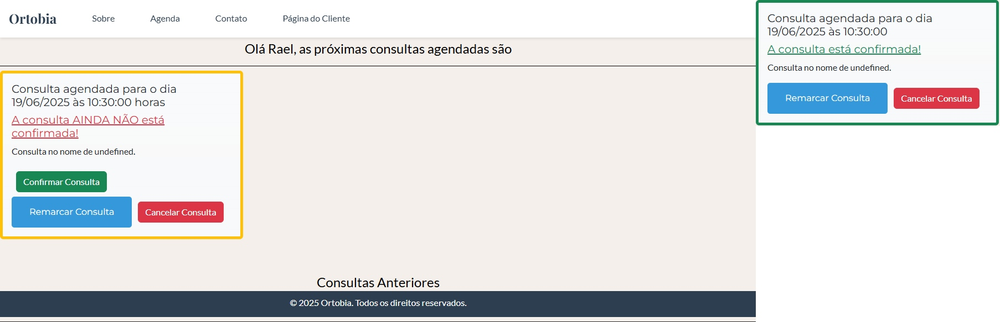 Ortobia
Sobre
Agenda
Contato
Página do Cliente
Olá Rael, as próximas consultas agendadas são
Consulta agendada para o dia
19/06/2025 às 10:30:00 horas
A consulta AINDA NÃO está
confirmada!
Consulta no nome de undefined.
Confirmar Consulta
Remarcar Consulta
Cancelar Consulta
Consultas Anteriores
© 2025 Ortobia. Todos os direitos reservados.
Consulta agendada para o dia
19/06/2025 às 10:30:00
A consulta está confirmada!
Consulta no nome de undefined.
Remarcar Consulta
Cancelar Consulta